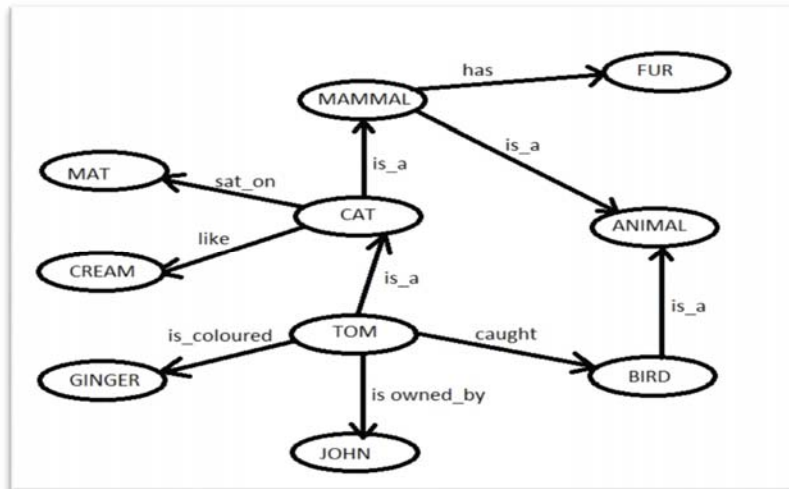 has
FUR
MAMMAL
is_a
is_a
MAT
sat_on
CAT
ANIMAL
like
CREAM
is_a
is_a
is_coloured
TOM
caught
GINGER
BIRD
is owned_by
JOHN